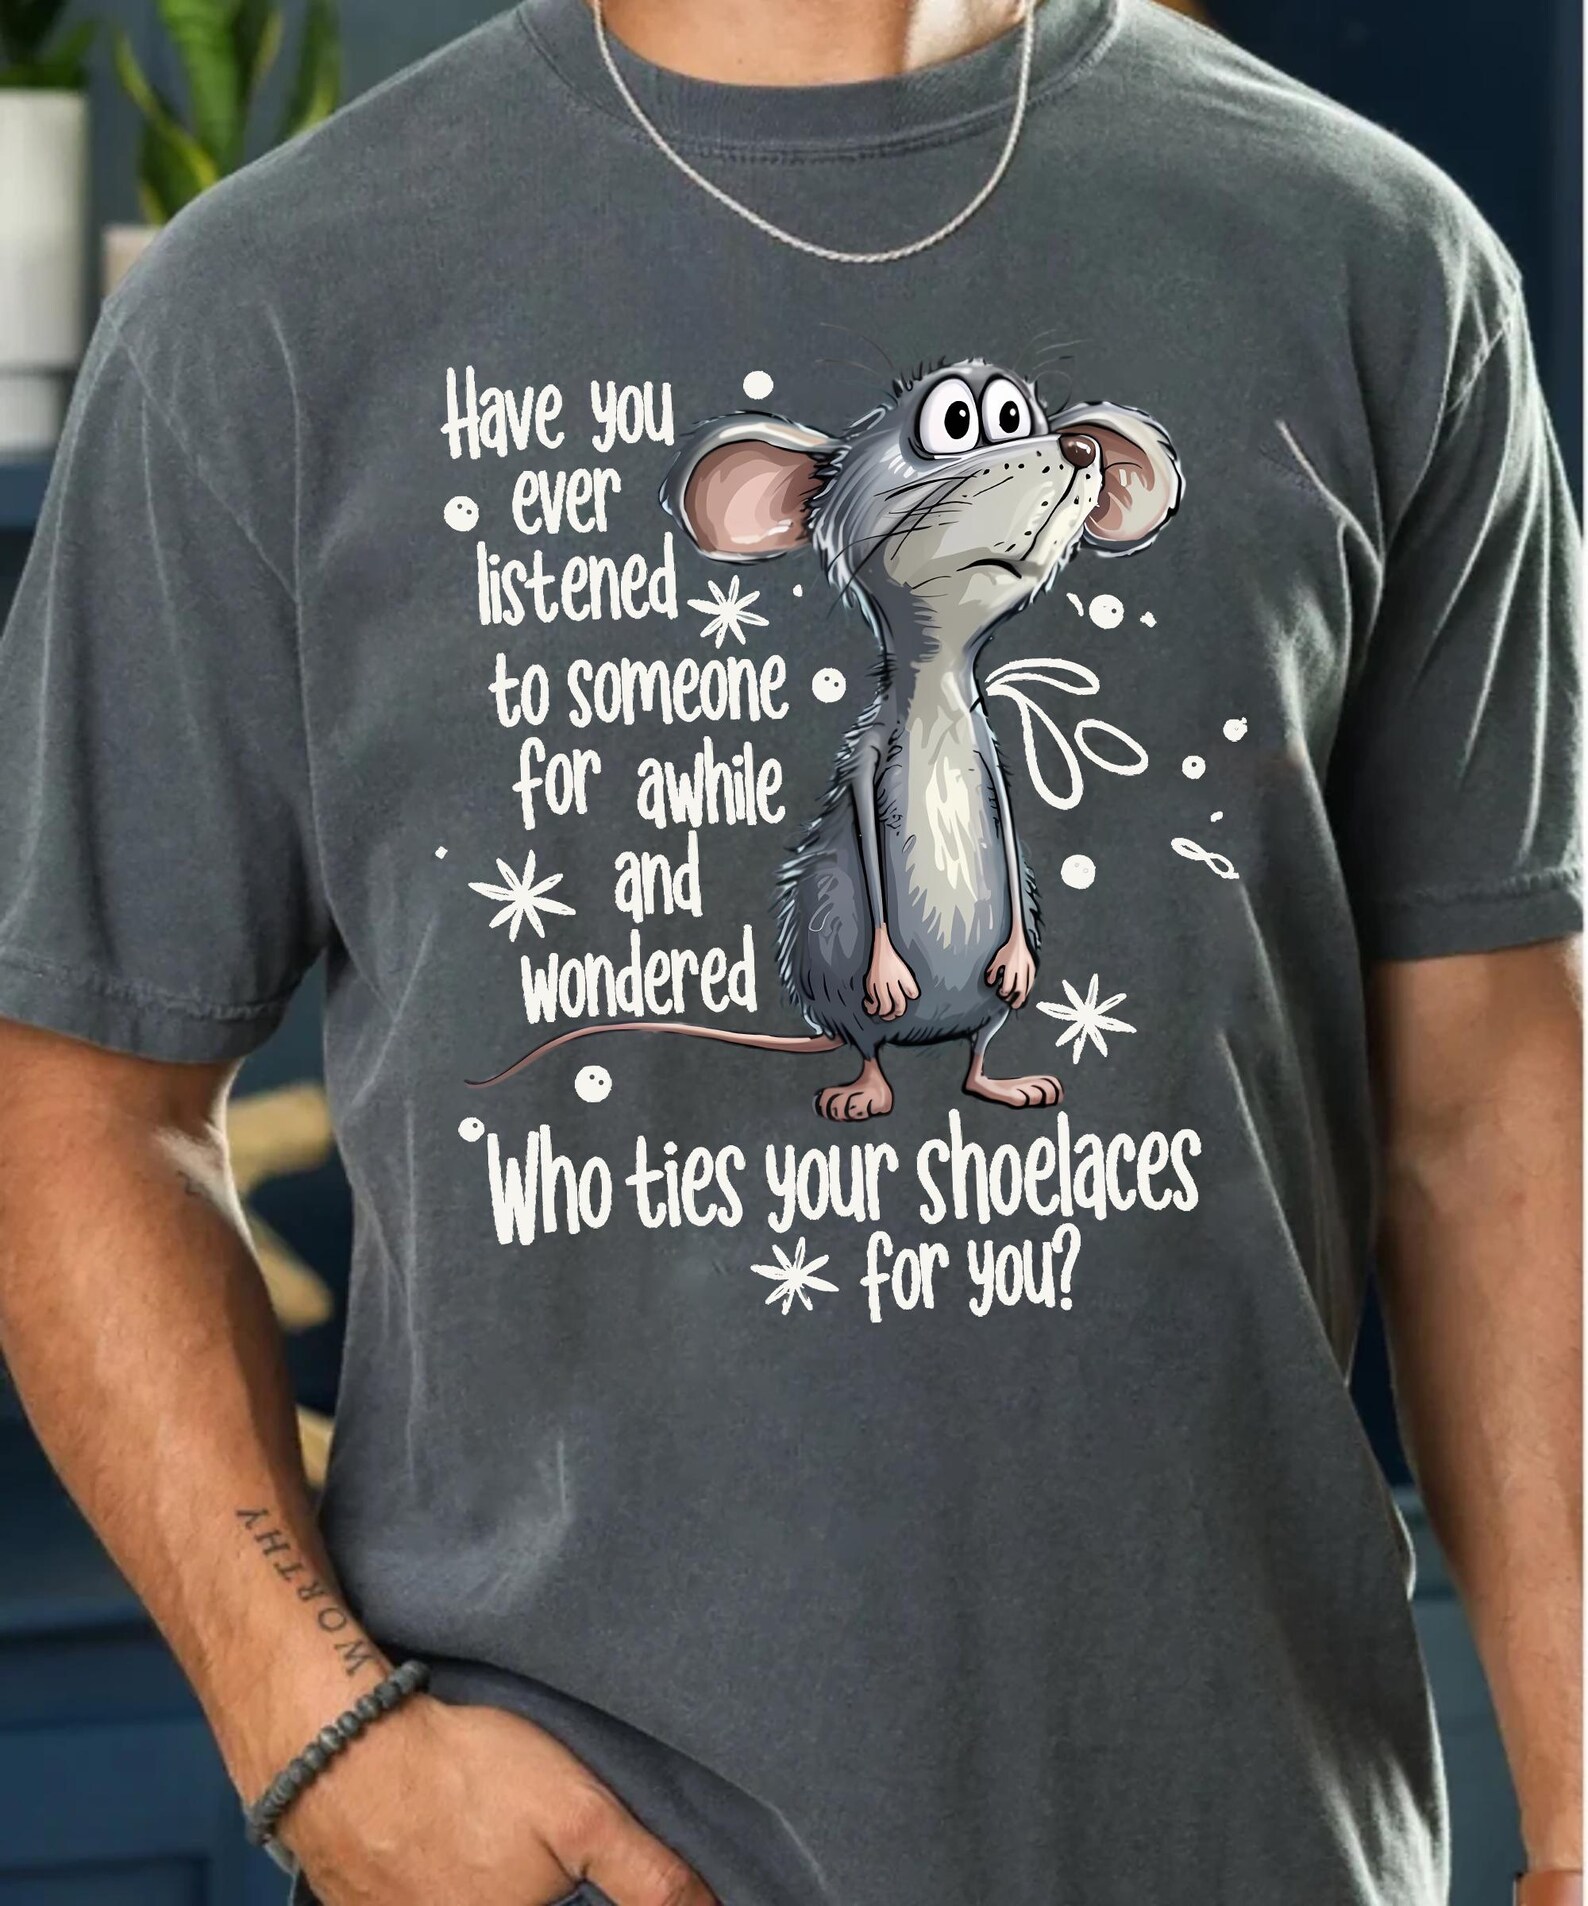 Have you
ever
listened
to someone
for awhile
and
wondered
Who ties your shoelaces
for you?
WORTHY